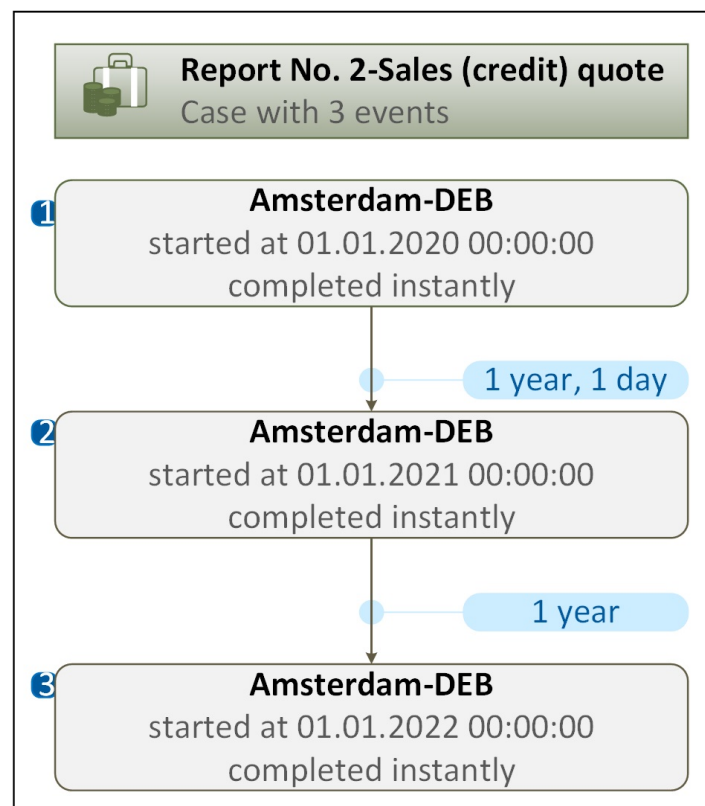 Report No. 2-Sales (credit) quote
Case with 3 events
1
Amsterdam-DEB
started at 01.01.2020 00:00:00
completed instantly
1 year, 1 day
2
Amsterdam-DEB
started at 01.01.2021 00:00:00
completed instantly
1 year
3
Amsterdam-DEB
started at 01.01.2022 00:00:00
completed instantly